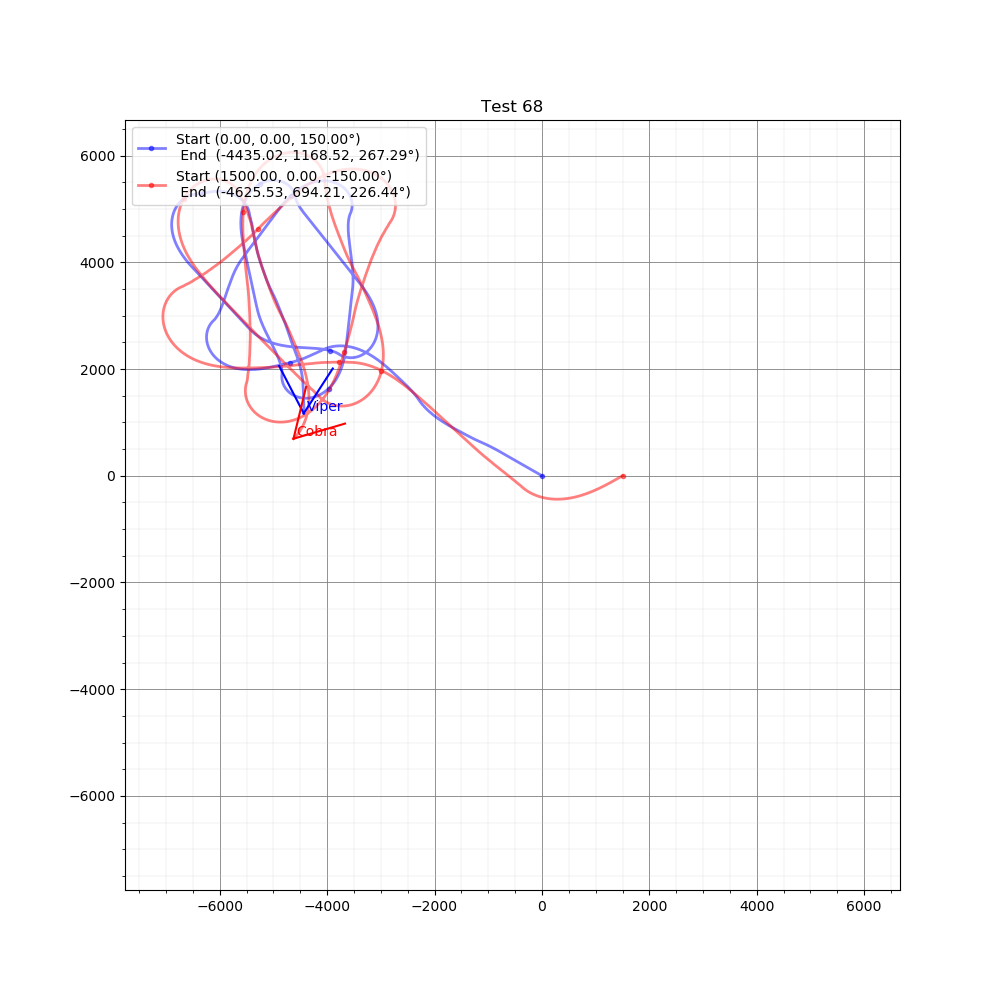 Test 68
Start (0.00, 0.00, 150.00°)
End (-4435.02, 1168.52, 267.29°)
Start (1500.00, 0.00, -150.00°)
End (-4625.53, 694.21, 226.44°)
6000
4000
2000
0
−2000
−4000
−6000
Viper
Cobra
−6000 −4000 −2000 0 2000 4000 6000